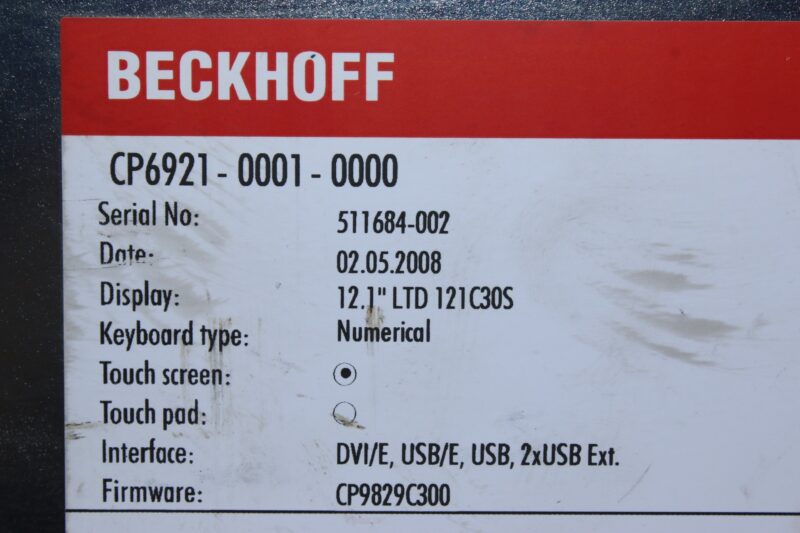 BECKHOFF
CP6921 - 0001 - 0000
Serial No: 511684-002
Date: 02.05.2008
Display: 12.1" LTD 121C30S
Keyboard type: Numerical
Touch screen:
Touch pad:
Interface: DVI/E, USB/E, USB, 2xUSB Ext.
Firmware: CP9829C300